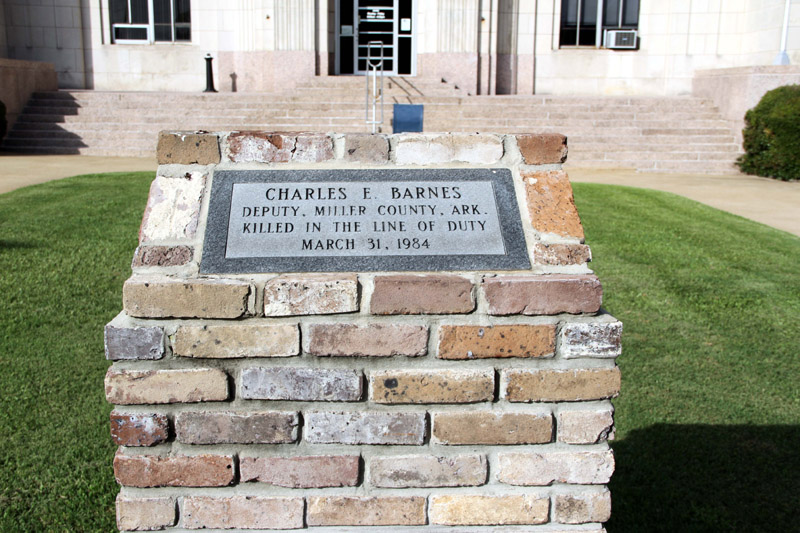 CHARLES E. BARNES
DEPUTY, MILLER COUNTY, ARK.
KILLED IN THE LINE OF DUTY
MARCH 31, 1984